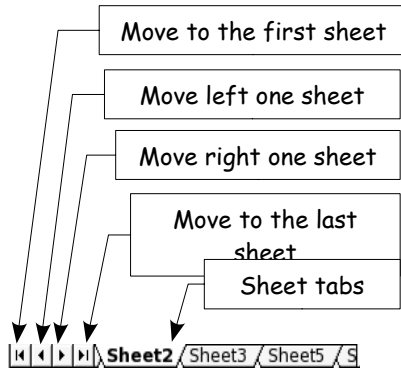 Move to the first sheet
Move left one sheet
Move right one sheet
Move to the last
sheet
Sheet tabs
Sheet2 Sheet3 Sheet5 S